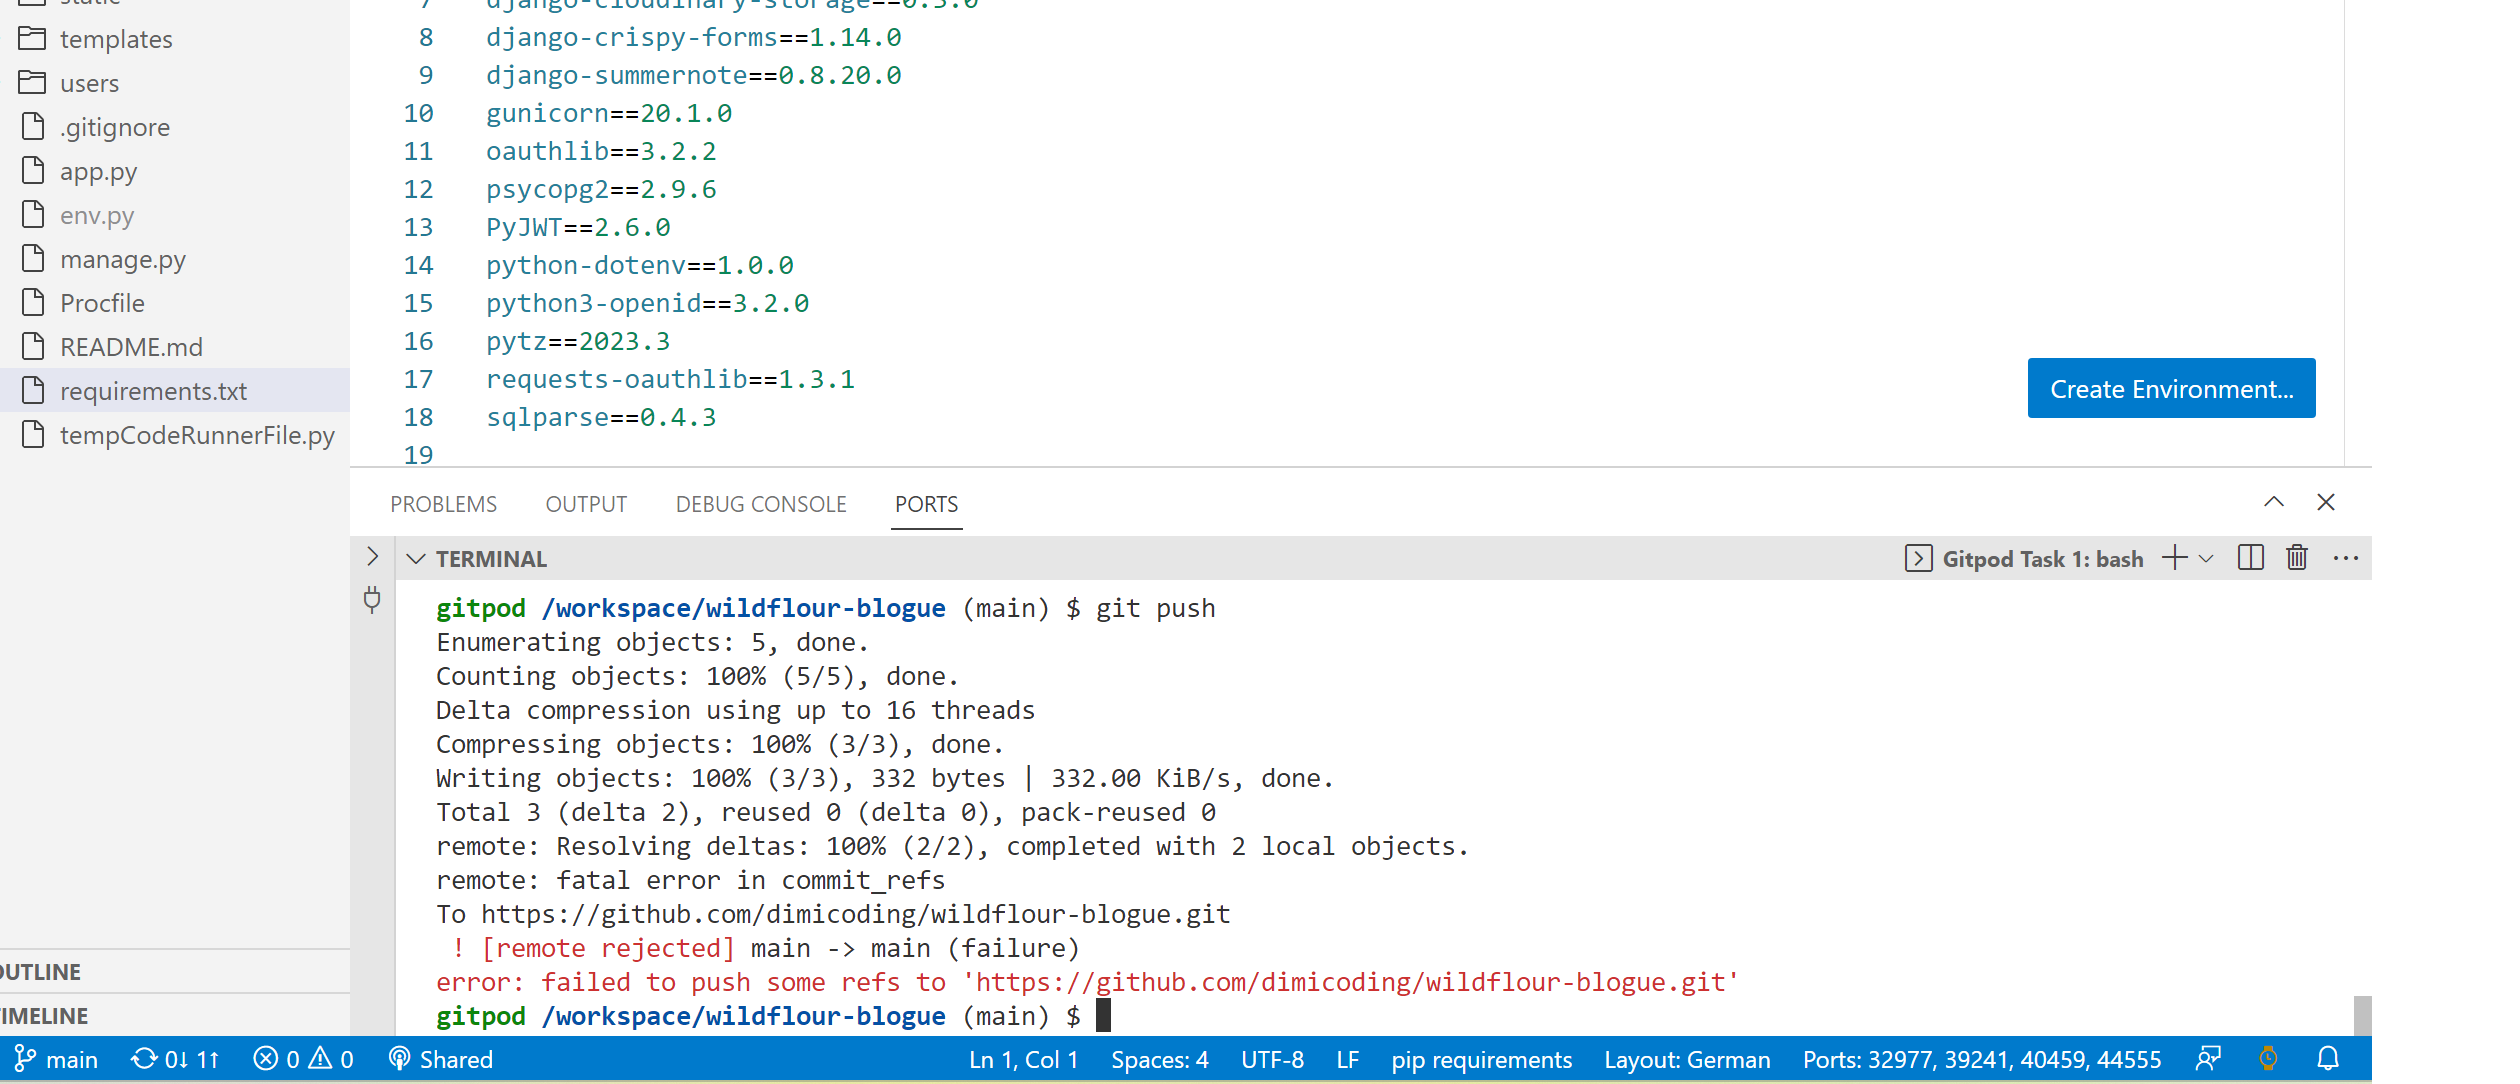 static
templates
users
.gitignore
app.py
env.py
manage.py
Procfile
README.md
requirements.txt
tempCodeRunnerFile.py
OUTLINE
TIMELINE
7 django-cloudinary-storage==0.3.0
8 django-crispy-forms==1.14.0
9 django-summernote==0.8.20.0
10 gunicorn==20.1.0
11 oauthlib==3.2.2
12 psycopg2==2.9.6
13 PyJWT==2.6.0
14 python-dotenv==1.0.0
15 python3-openid==3.2.0
16 pytz==2023.3
17 requests-oauthlib==1.3.1
18 sqlparse==0.4.3
19
Create Environment...
PROBLEMS OUTPUT DEBUG CONSOLE PORTS
TERMINAL Gitpod Task 1: bash
gitpod /workspace/wildflour-blogue (main) $ git push
Enumerating objects: 5, done.
Counting objects: 100% (5/5), done.
Delta compression using up to 16 threads
Compressing objects: 100% (3/3), done.
Writing objects: 100% (3/3), 332 bytes | 332.00 KiB/s, done.
Total 3 (delta 2), reused 0 (delta 0), pack-reused 0
remote: Resolving deltas: 100% (2/2), completed with 2 local objects.
remote: fatal error in commit_refs
To https://github.com/dimicoding/wildflour-blogue.git
! [remote rejected] main -> main (failure)
error: failed to push some refs to 'https://github.com/dimicoding/wildflour-blogue.git'
gitpod /workspace/wildflour-blogue (main) $
main 0↓ 1↑ 0 0 Shared Ln 1, Col 1 Spaces: 4 UTF-8 LF pip requirements Layout: German Ports: 32977, 39241, 40459, 44555